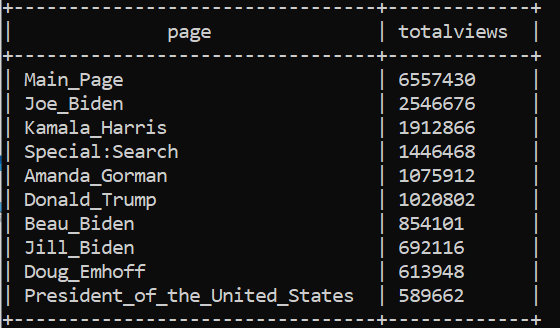 page totalviews
Main_Page 6557430
Joe_Biden 2546676
Kamala_Harris 1912866
Special:Search 1446468
Amanda_Gorman 1075912
Donald_Trump 1020802
Beau_Biden 854101
Jill_Biden 692116
Doug_Emhoff 613948
President_of_the_United_States 589662